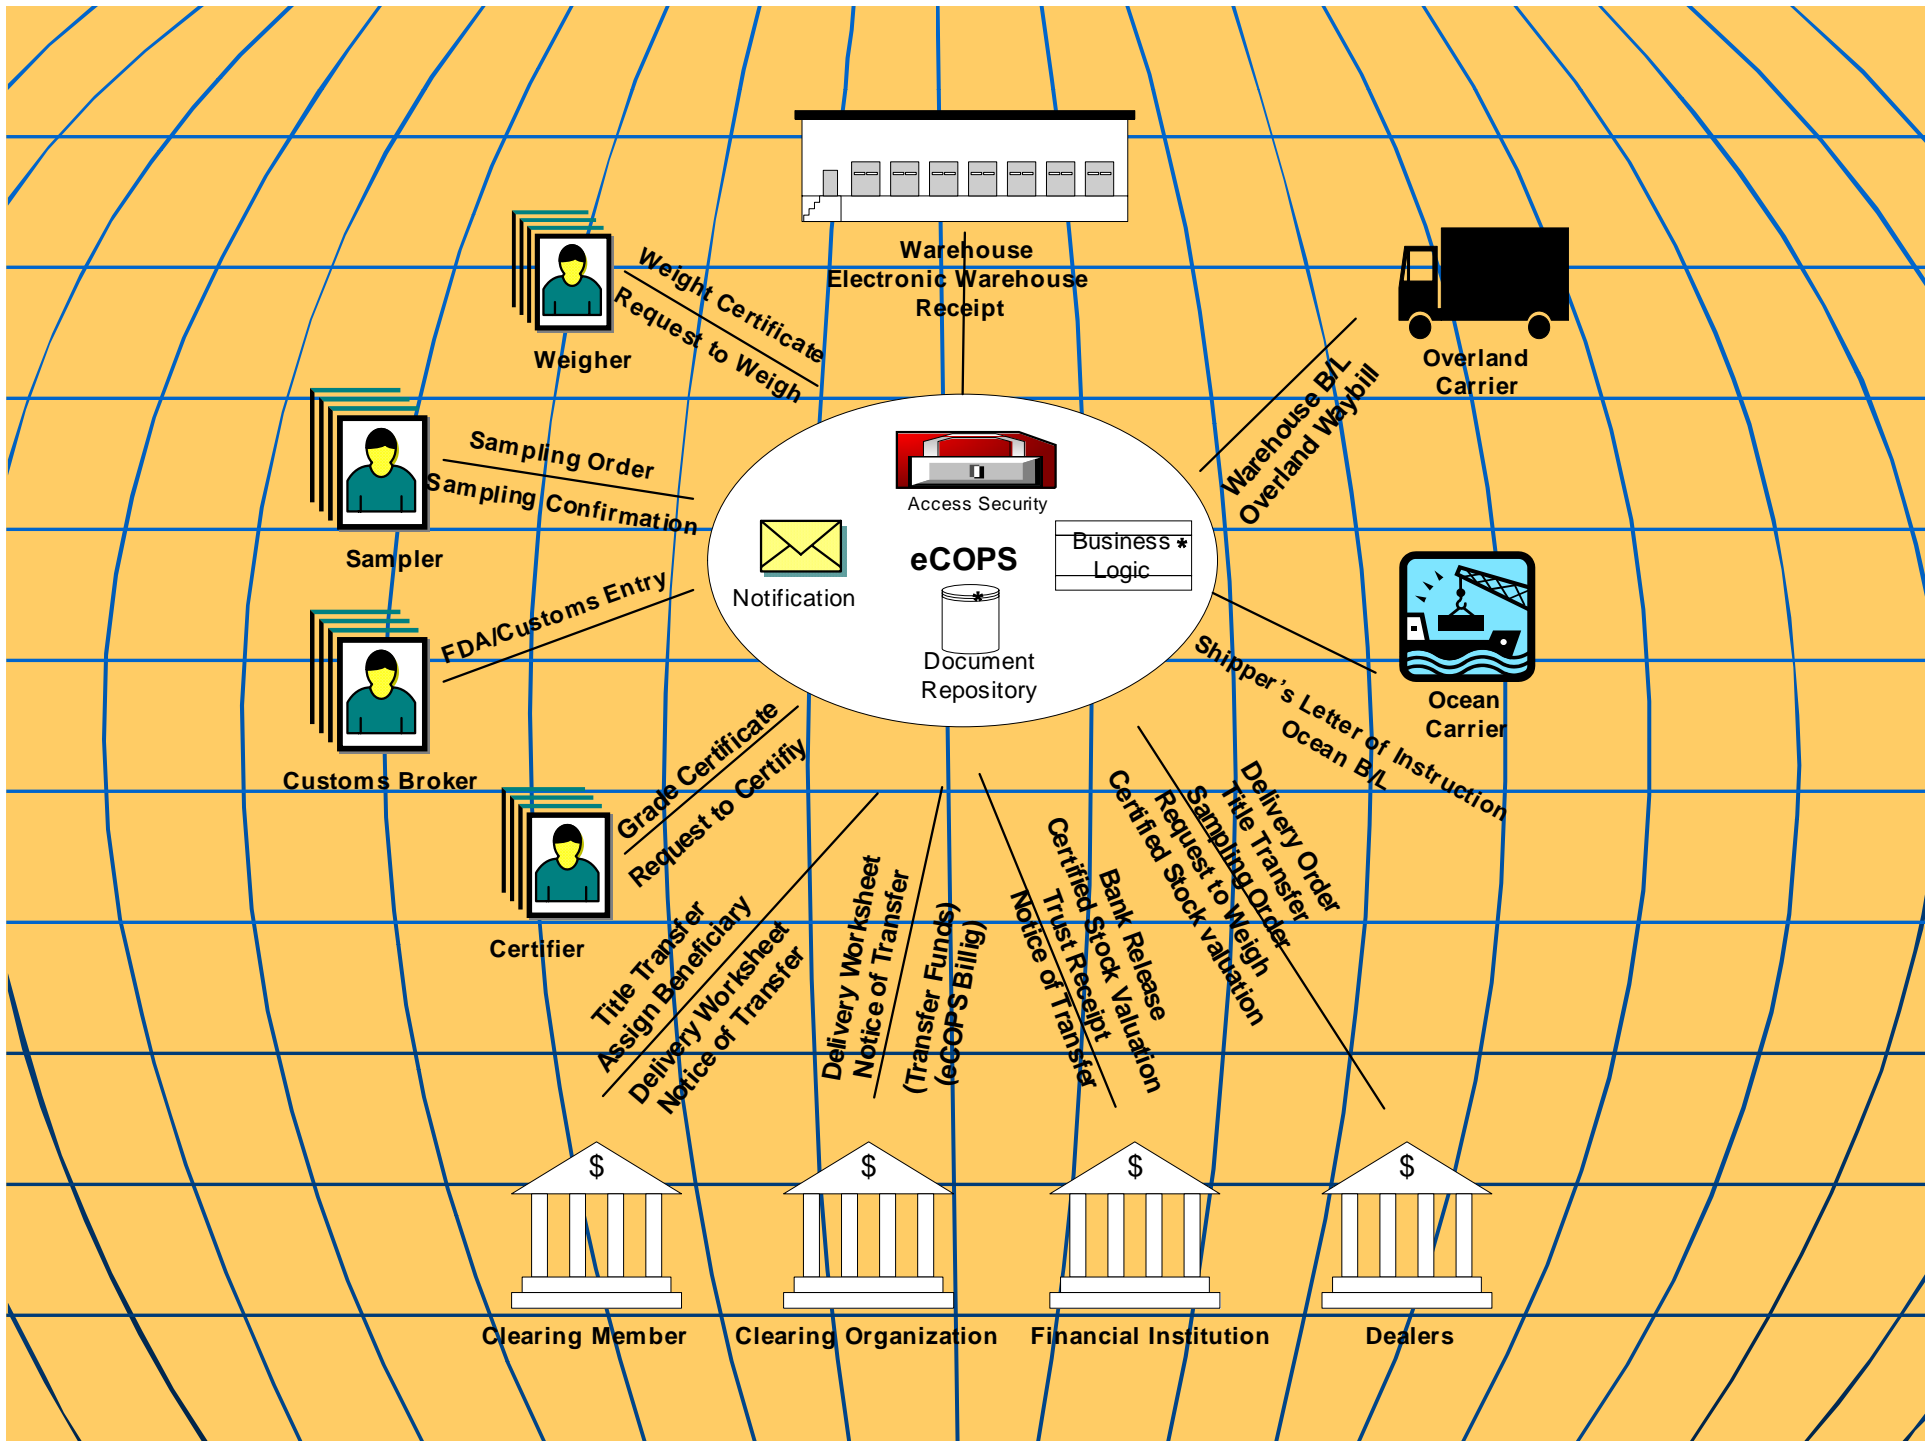 Warehouse
Electronic Warehouse
Receipt
Weight Certificate
Request to Weigh
Weigher
Overland
Carrier
Warehouse B/L
Overland Waybill
Sampling Order
Sampling Confirmation
Sampler
Access Security
Notification
eCOPS
Business *
Logic
*
Document
Repository
FDA/Customs Entry
Customs Broker
Shipper's Letter of Instruction
Ocean B/L
Ocean
Carrier
Grade Certificate
Request to Certifiy
Certifier
Title Transfer
Assign Beneficiary
Delivery Worksheet
Notice of Transfer
Delivery Worksheet
Notice of Transfer
(Transfer Funds)
(eCOPS Billig)
Bank Release
Certified Stock Valuation
Trust Receipt
Notice of Transfer
Delivery Order
Title Transfer
Sampling Order
Request to Weigh
Certified Stock valuation
$
$
$
$
Clearing Member
Clearing Organization
Financial Institution
Dealers